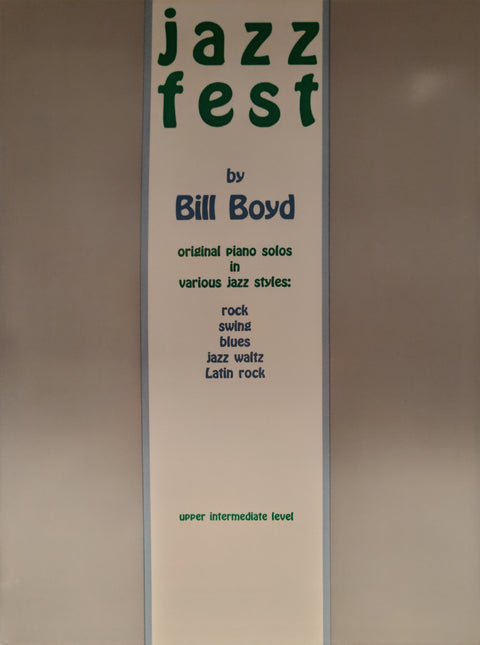 jazz
fest
by
Bill Boyd
original piano solos
in
various jazz styles:
rock
swing
blues
jazz waltz
Latin rock
upper intermediate level